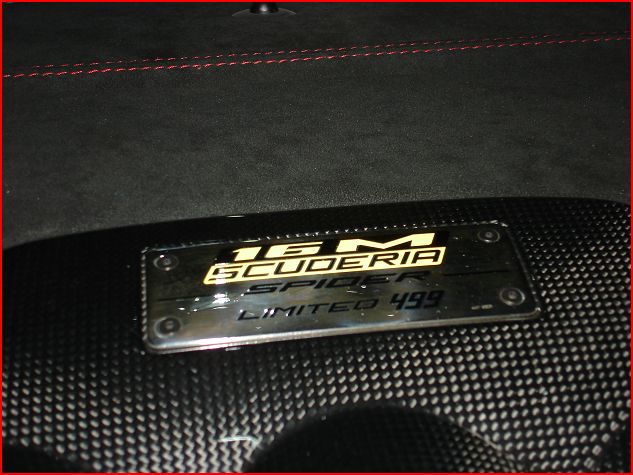 16M
SCUDERIA
SPIDER
LIMITED 499